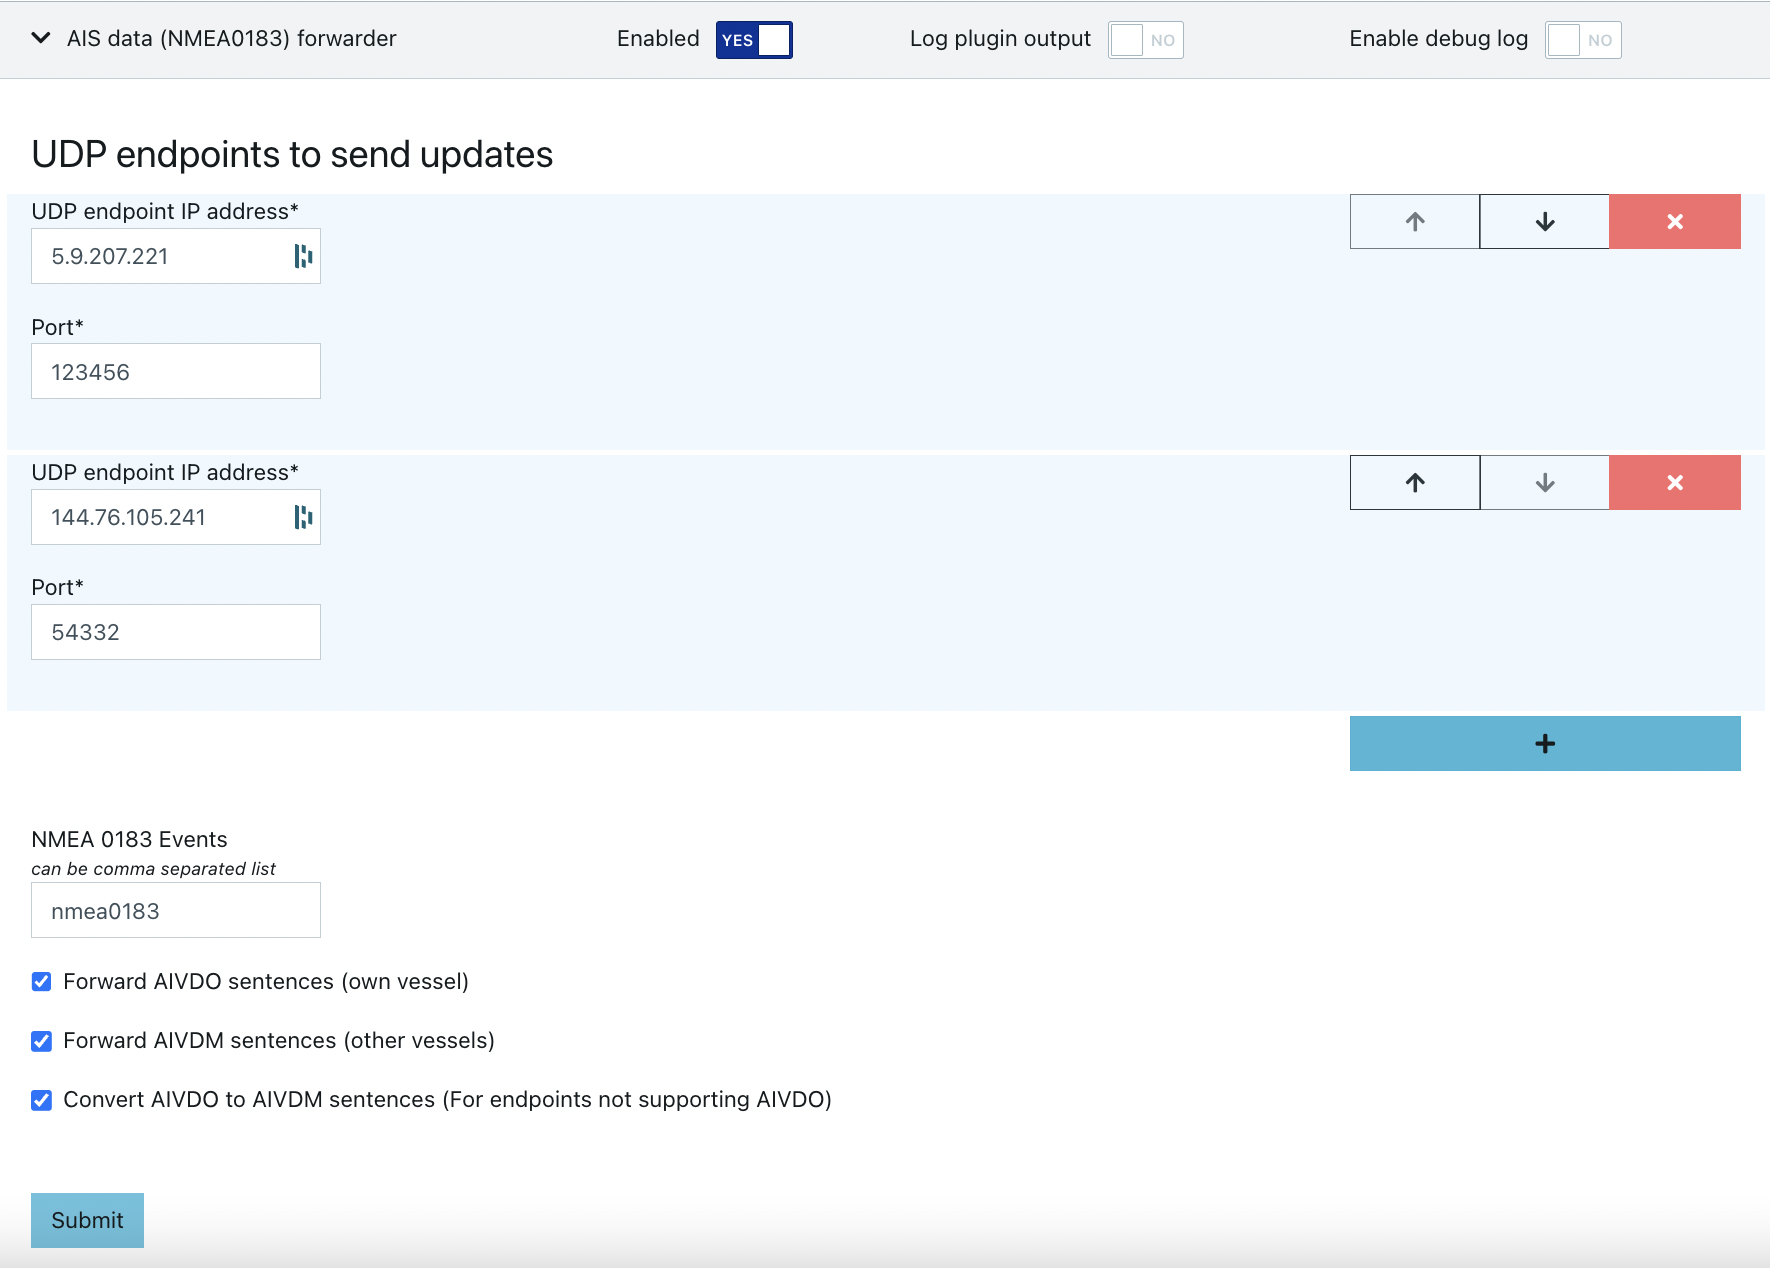 AIS data (NMEA0183) forwarder Enabled YES Log plugin output NO Enable debug log NO
UDP endpoints to send updates
UDP endpoint IP address*
5.9.207.221
Port*
123456
UDP endpoint IP address*
144.76.105.241
Port*
54332
NMEA 0183 Events
can be comma separated list
nmea0183
Forward AIVDO sentences (own vessel)
Forward AIVDM sentences (other vessels)
Convert AIVDO to AIVDM sentences (For endpoints not supporting AIVDO)
Submit